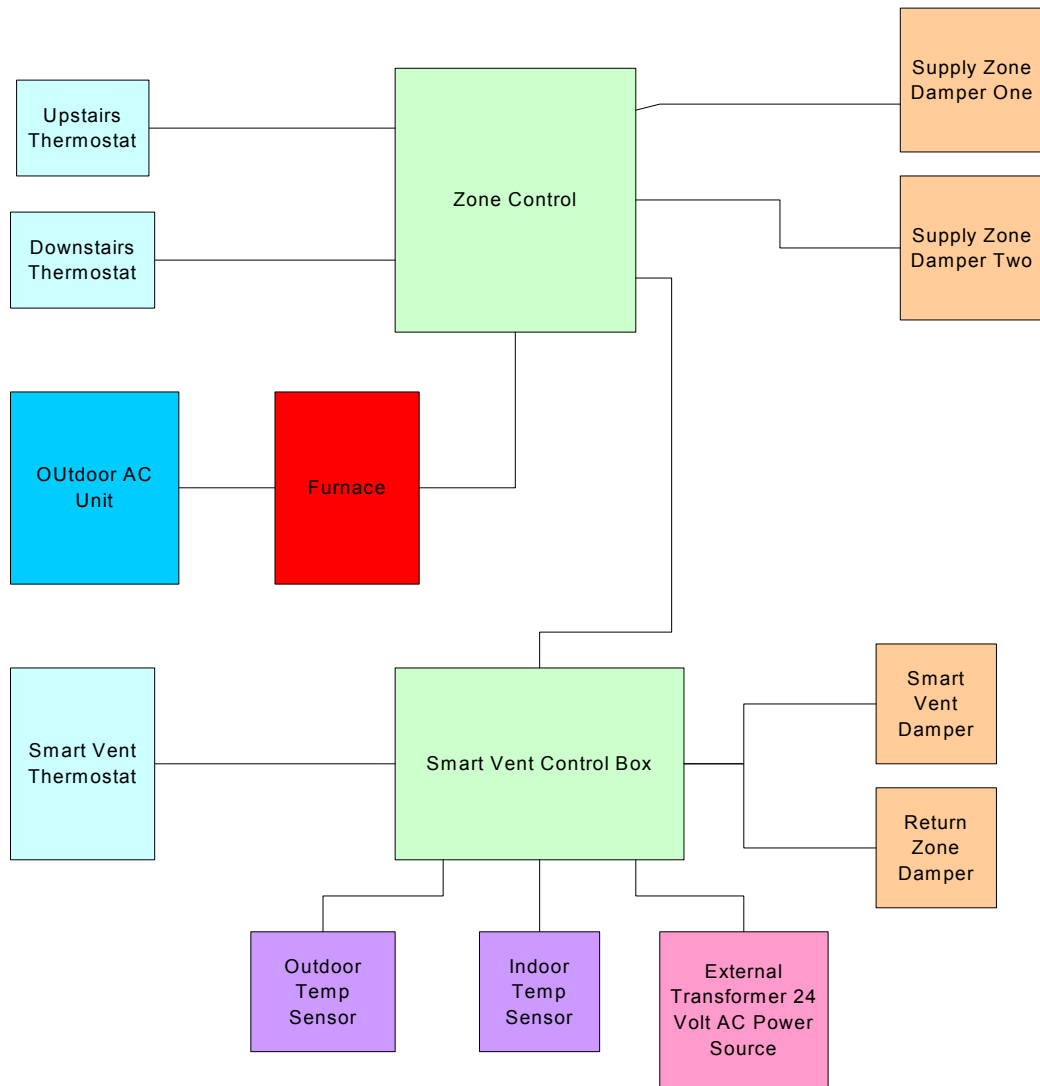 Supply Zone
Damper One
Upstairs
Thermostat
Zone Control
Supply Zone
Damper Two
Downstairs
Thermostat
OUtdoor AC
Unit
Furnace
Smart
Vent
Damper
Smart Vent
Thermostat
Smart Vent Control Box
Return
Zone
Damper
Outdoor
Temp
Sensor
Indoor
Temp
Sensor
External
Transformer 24
Volt AC Power
Source